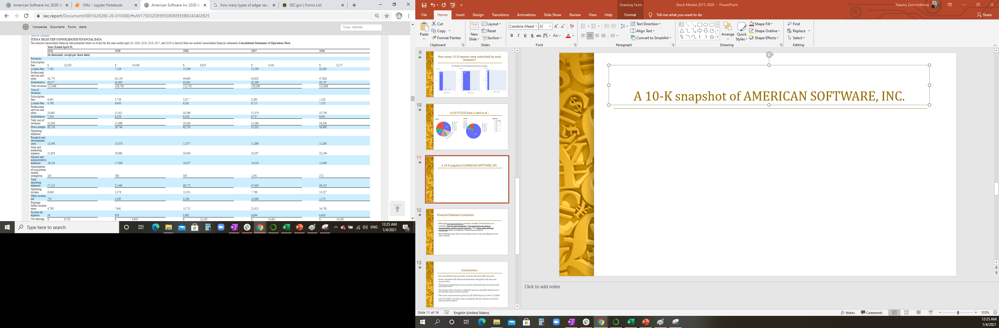 American Software Inc 2020 A
10Ks - Jupyter Notebook
American Software Inc 2020 A
how many types of edgar sec
SEC.gov | Forms List
sec.report/Document/0001628280-20-010300/#sA9175032DE9955808EEEEBB243402B25
Companies Documents Forms Alerts
Ticker: AMSWA
Table of Contents
ITEM 6. SELECTED CONSOLIDATED FINANCIAL DATA
The selected consolidated financial data presented below as of and for the years ended April 30, 2020, 2019, 2018, 2017, and 2016 is derived from our audited consolidated financial statements. Consolidated Statements of Operations Data:
Years Ended April 30,
2020 2019 2018 2017 2016
(in thousands, except per share data)
Revenues:
Subscription
fees $ 22,033 $ 14,026 $ 8,855 $ 4,381 $ 3,273
License fees 7,582 7,126 15,344 15,584 22,043
Professional
services and
other 42,774 42,154 44,663 43,932 47,826
Maintenance 43,077 45,400 43,841 42,389 40,747
Total revenues 115,466 108,706 112,703 106,286 113,889
Cost of
revenues:
Subscription
fees 9,491 5,759 3,817 3,290 1,528
License fees 4,798 6,430 6,261 6,713 7,552
Professional
services and
other 30,695 31,421 30,596 31,374 35,708
Maintenance 7,324 8,356 9,326 9,707 9,441
Total cost of
revenues 52,308 51,966 50,000 51,084 54,229
Gross margin 63,158 56,740 62,703 55,202 59,660
Operating
expenses:
Research and
development
costs 15,348 13,078 11,877 11,889 11,248
Sales and
marketing
expense 21,958 20,992 20,658 20,287 22,164
General and
administrative
expenses 19,519 17,006 16,057 14,219 12,449
Amortization
of acquisition-
related
intangibles 285 388 580 1,041 272
Total
operating
expenses 57,110 51,464 49,172 47,436 46,133
Operating
income 6,048 5,276 13,531 7,766 13,527
Other income,
net 750 2,365 2,184 13,849 1,173
Earnings
before income
taxes 6,798 7,641 15,715 21,615 14,700
Income tax
expense 56 838 3,662 6,994 4,458
Net earnings $ 6,742 $ 6,803 $ 12,053 $ 14,621 $ 10,242
Type here to search
ENG
12:25 AM
1/4/2021
11
Drawing Tools
Stock Market 2015-2020 - PowerPoint
Natalia Zemchikhina
File Home Insert Design Transitions Animations Slide Show Review View Help Format Tell me what you want to do Share
Paste
Cut
Copy
Format Painter
Clipboard
New
Slide
Layout
Reset
Section
Slides
Cambria (Head 32
B I U S abc AV Aa A
Font
Text Direction
Align Text
Convert to SmartArt
Paragraph
Arrange
Quick
Styles
Shape Fill
Shape Outline
Shape Effects
Drawing
Find
Replace
Select
Editing
9
How many 10-K reports were submitted by each
company?
The Number of 10-Ks Reported by Each Company
10
10-Ks FY2020 Data is valid as of ...
11
A 10-K snapshot of AMERICAN SOFTWARE, INC.
12
Financial Statement Limitations
• Although financial statements provide a wealth of information on a
company, they do have limitations. The statements are open to
interpretation, and as a result, investors often draw vastly different
conclusions about a company's financial performance.
• Never blindly accept what stock analysts have to say and always do your
own research.
13
Conclusions
• 8-K, annual10-K and quarterly 10-Q are the forms filed the most.
• Some companies file historical statements alongside with the most
recent forms.
• The forms containing the most numeric/financial data are annual and
quarterly forms.
• Fiscal years that vary from a calendar year are typically chosen due to
the specific nature of the business.
• The most common Fiscal quarter in Q3 2020 data set is the 2nd Q 2020
• June 30, 2020 is the date when companies file the majority of annual
and quarterly reports
A 10-K snapshot of AMERICAN SOFTWARE, INC.
Click to add notes
Slide 11 of 16
English (United States)
Notes
Comments
103%
12:25 AM
1/4/2021